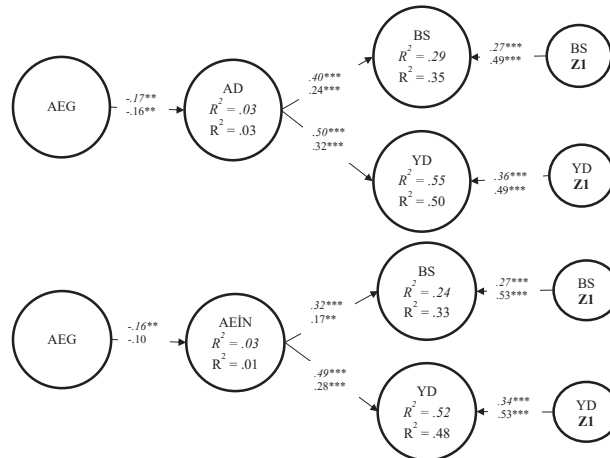 BS
R² = .29
R² = .35
.27***
.49***
BS
Z1
AEG
-.17**
-.16**
AD
R² = .03
R² = .03
.40***
.24***
.50***
.32***
YD
R² = .55
R² = .50
.36***
.49***
YD
Z1
BS
R² = .24
R² = .33
.27***
.53***
BS
Z1
AEG
-.16**
-.10
AEİN
R² = .03
R² = .01
.32***
.17**
.49***
.28***
YD
R² = .52
R² = .48
.34***
.53***
YD
Z1